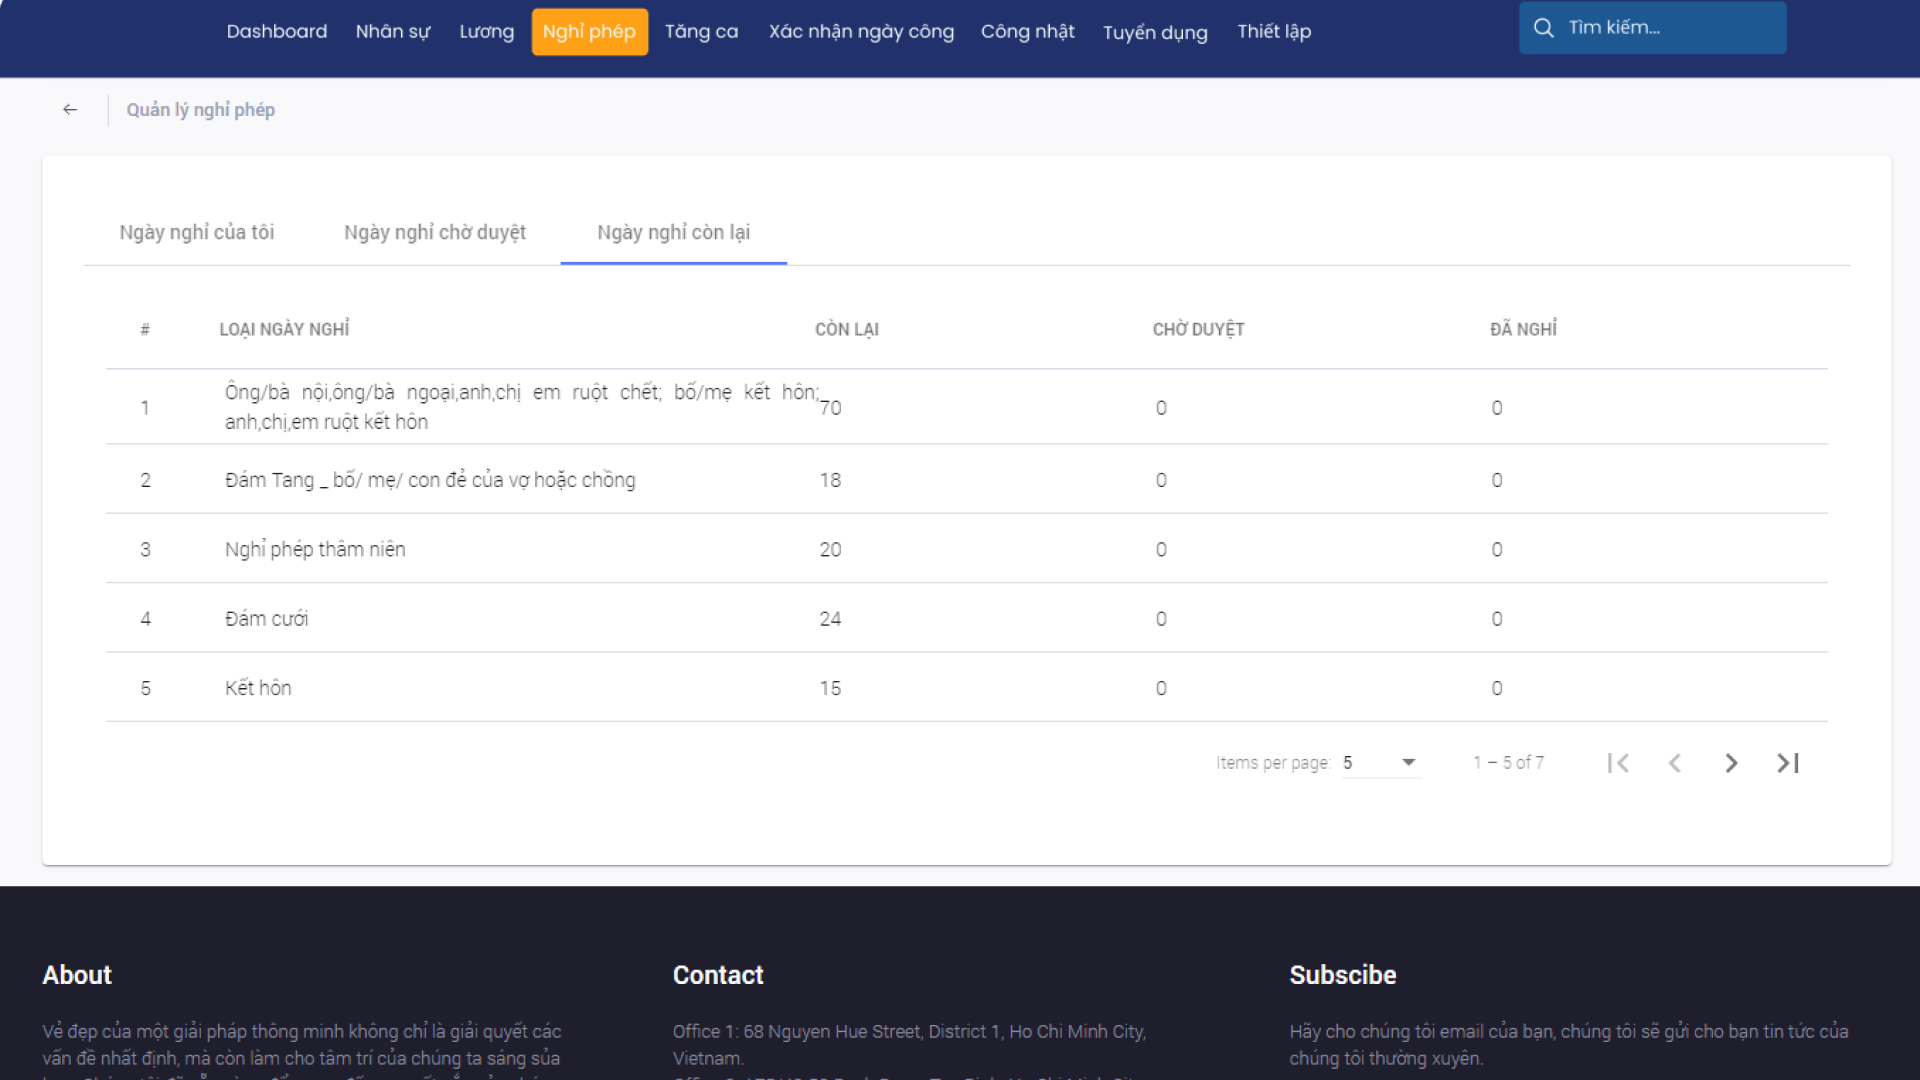 Dashboard Nhân sự Lương Nghỉ phép Tăng ca Xác nhận ngày công Công nhật Tuyển dụng Thiết lập Tìm kiếm...
Quản lý nghỉ phép
Ngày nghỉ của tôi Ngày nghỉ chờ duyệt Ngày nghỉ còn lại
# LOẠI NGÀY NGHỈ CÒN LẠI CHỜ DUYỆT ĐÃ NGHỈ
1 Ông/bà nội,ông/bà ngoại,anh,chị em ruột chết; bố/mẹ kết hôn; 70 0 0
anh,chị,em ruột kết hôn
2 Đám Tang _ bố/ mẹ/ con đẻ của vợ hoặc chồng 18 0 0
3 Nghỉ phép thâm niên 20 0 0
4 Đám cưới 24 0 0
5 Kết hôn 15 0 0
Items per page: 5 1 – 5 of 7
About Contact Subscibe
Vẻ đẹp của một giải pháp thông minh không chỉ là giải quyết các
vấn đề nhất định, mà còn làm cho tâm trí của chúng ta sáng sủa
Office 1: 68 Nguyen Hue Street, District 1, Ho Chi Minh City,
Vietnam.
Hãy cho chúng tôi email của bạn, chúng tôi sẽ gửi cho bạn tin tức của
chúng tôi thường xuyên.